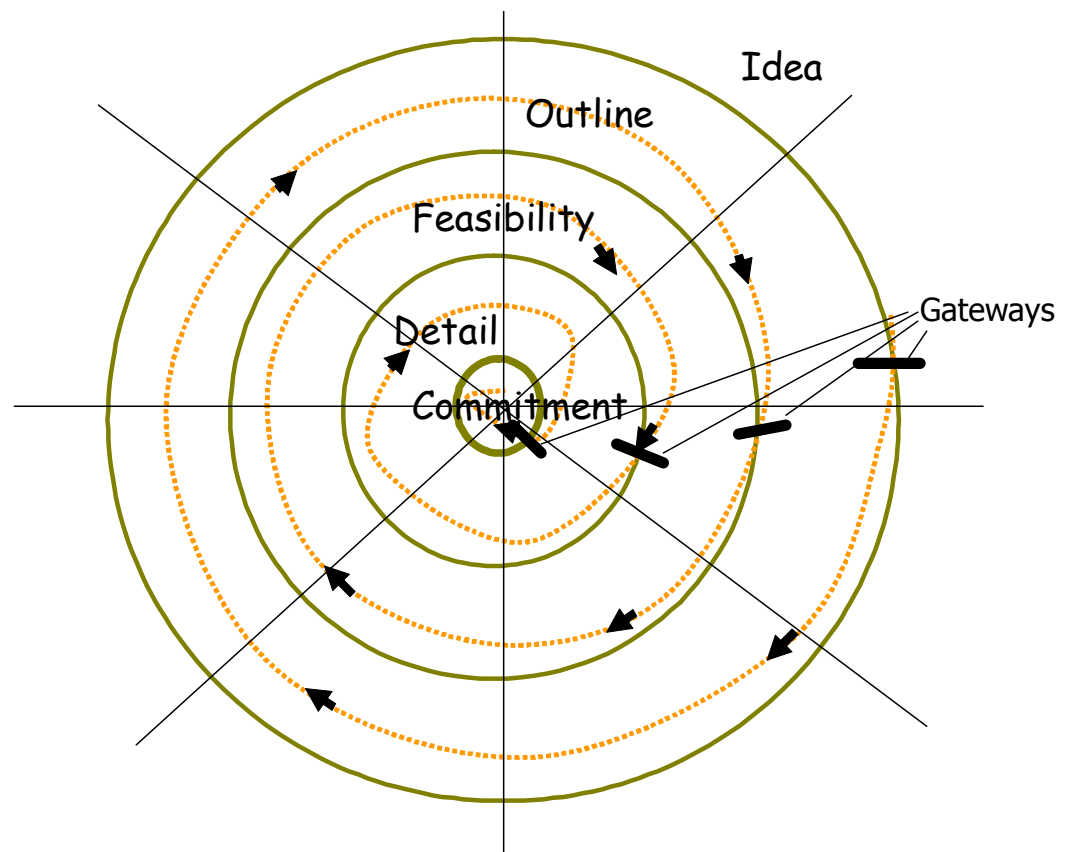 Idea
Outline
Feasibility
Gateways
Detail
Commitment